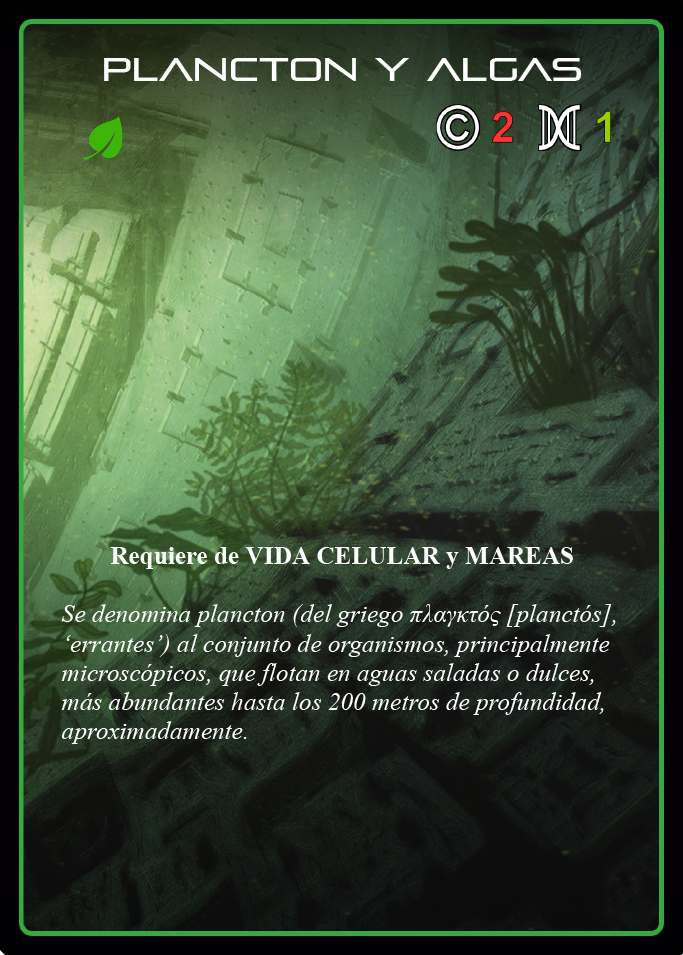 PLANCTON Y ALGAS
© 2 1
Requiere de VIDA CELULAR y MAREAS
Se denomina plancton (del griego πλαγκτός [planctós],
‘errantes’) al conjunto de organismos, principalmente
microscópicos, que flotan en aguas saladas o dulces,
más abundantes hasta los 200 metros de profundidad,
aproximadamente.